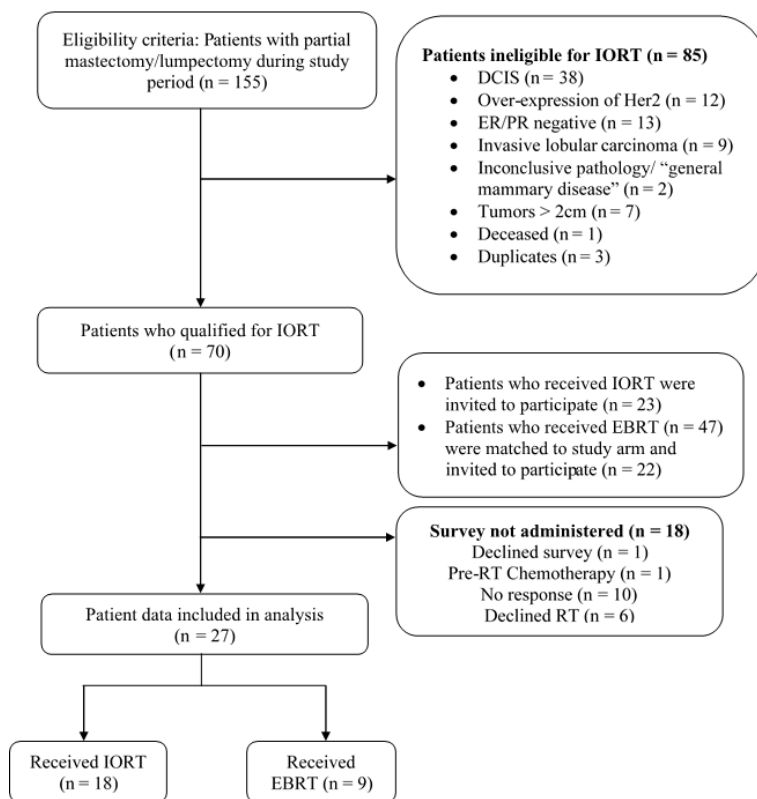 Eligibility criteria: Patients with partial
mastectomy/lumpectomy during study
period (n = 155)
Patients ineligible for IORT (n = 85)
• DCIS (n = 38)
• Over-expression of Her2 (n = 12)
• ER/PR negative (n = 13)
• Invasive lobular carcinoma (n = 9)
• Inconclusive pathology/ “general
mammary disease” (n = 2)
• Tumors > 2cm (n = 7)
• Deceased (n = 1)
• Duplicates (n = 3)
Patients who qualified for IORT
(n = 70)
• Patients who received IORT were
invited to participate (n = 23)
• Patients who received EBRT (n = 47)
were matched to study arm and
invited to participate (n = 22)
Survey not administered (n = 18)
Declined survey (n = 1)
Pre-RT Chemotherapy (n = 1)
No response (n = 10)
Declined RT (n = 6)
Patient data included in analysis
(n = 27)
Received IORT
(n = 18)
Received
EBRT (n = 9)